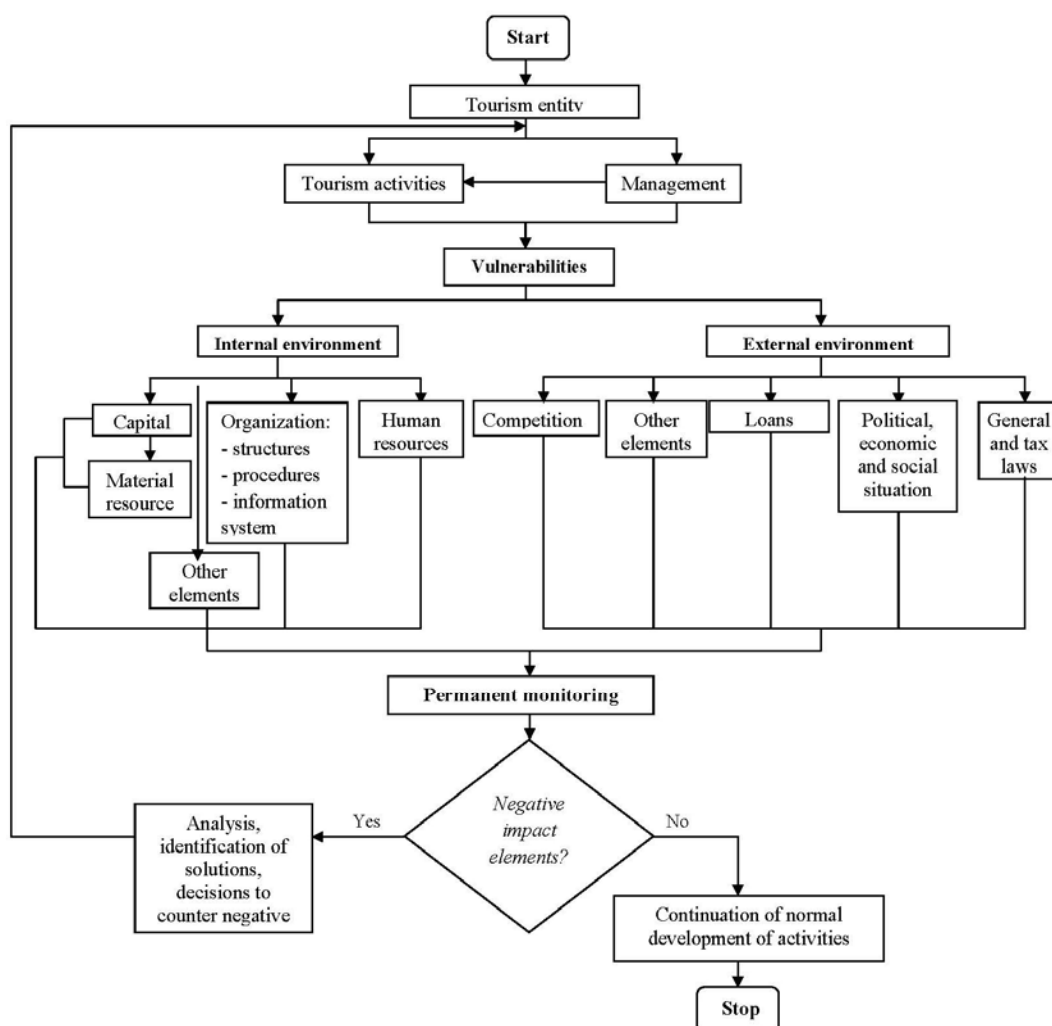 Start
Tourism entity
Tourism activities
Management
Vulnerabilities
Internal environment
External environment
Capital
Organization:
- structures
- procedures
- information
system
Human
resources
Competition
Other
elements
Loans
Political,
economic
and social
situation
General
and tax
laws
Material
resource
Other
elements
Permanent monitoring
Negative
impact
elements?
Yes
No
Analysis,
identification of
solutions,
decisions to
counter negative
Continuation of normal
development of activities
Stop